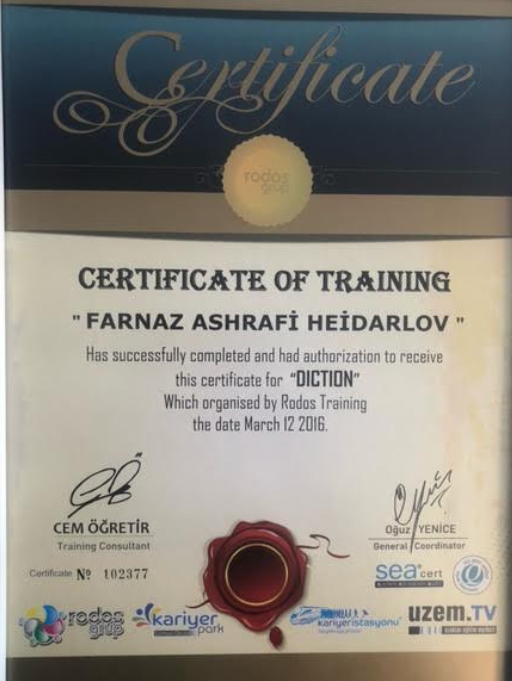 Certificate
rodos
grup
CERTIFICATE OF TRAINING
" FARNAZ ASHRAFİ HEİDARLOV "
Has successfully completed and had authorization to receive
this certificate for "DICTION"
Which organised by Rodos Training
the date March 12 2016.
CEM ÖĞRETİR
Training Consultant
Oğuz YENİCE
General Coordinator
Certificate Nº 102377
sea cert
rodos
grup
kariyer
park
kariyeristasyonu
uzem.TV